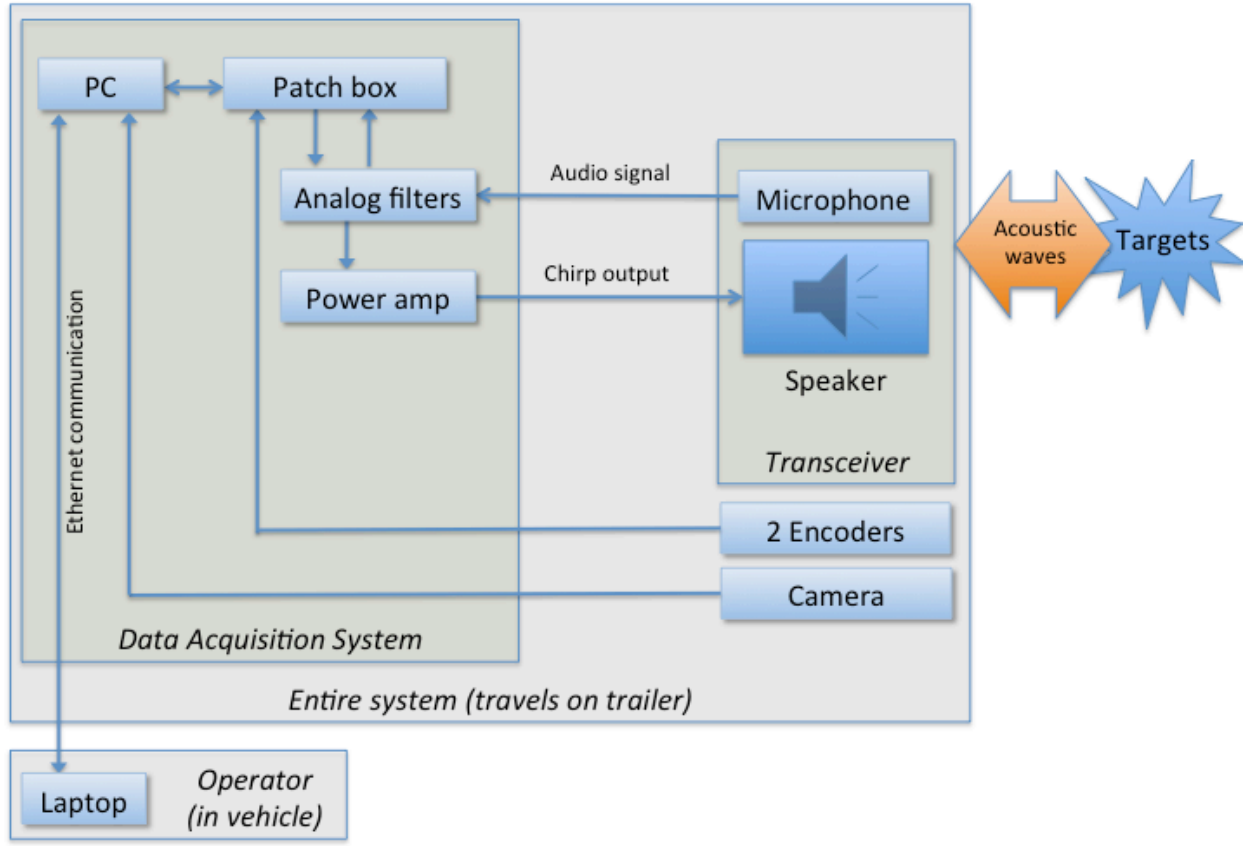 PC
Patch box
Analog filters
Power amp
Audio signal
Chirp output
Microphone
Speaker
Transceiver
Acoustic
waves
Targets
2 Encoders
Camera
Ethernet communication
Data Acquisition System
Entire system (travels on trailer)
Laptop
Operator
(in vehicle)